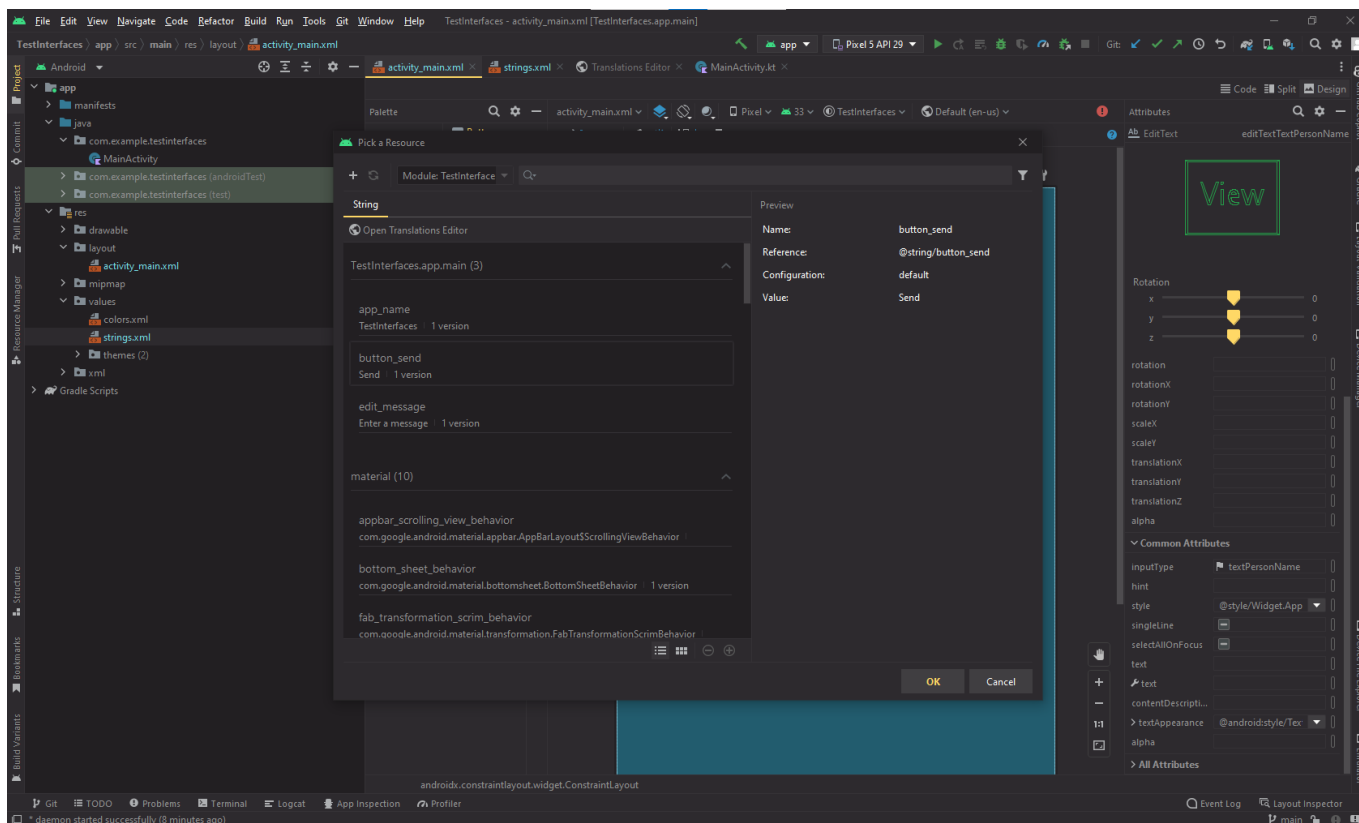 File Edit View Navigate Code Refactor Build Run Tools Git Window Help TestInterfaces - activity_main.xml [TestInterfaces.app.main]
TestInterfaces app src main res layout activity_main.xml
app Pixel 5 API 29 Git:
Project
Commit
Pull Requests
Resource Manager
Structure
Bookmarks
Build Variants
Android
app
manifests
java
com.example.testinterfaces
MainActivity
com.example.testinterfaces (androidTest)
com.example.testinterfaces (test)
res
drawable
layout
activity_main.xml
mipmap
values
colors.xml
strings.xml
themes (2)
xml
Gradle Scripts
activity_main.xml strings.xml Translations Editor MainActivity.kt
Code Split Design
Palette activity_main.xml Pixel 33 TestInterfaces Default (en-us)
Pick a Resource
Module: TestInterface
String
Open Translations Editor
TestInterfaces.app.main (3)
app_name
TestInterfaces 1 version
button_send
Send 1 version
edit_message
Enter a message 1 version
material (10)
appbar_scrolling_view_behavior
com.google.android.material.appbar.AppBarLayout$ScrollingViewBehavior
bottom_sheet_behavior
com.google.android.material.bottomsheet.BottomSheetBehavior 1 version
fab_transformation_scrim_behavior
com.google.android.material.transformation.FabTransformationScrimBehavior
Preview
Name: button_send
Reference: @string/button_send
Configuration: default
Value: Send
OK Cancel
1:1
androidx.constraintlayout.widget.ConstraintLayout
Attributes
Ab EditText editTextTextPersonName
View
Rotation
x 0
y 0
z 0
rotation
rotationX
rotationY
scaleX
scaleY
translationX
translationY
translationZ
alpha
Common Attributes
inputType textPersonName
hint
style @style/Widget.App
singleLine
selectAllOnFocus
text
text
contentDescripti...
textAppearance @android:style/Tex
alpha
All Attributes
Git TODO Problems Terminal Logcat App Inspection Profiler Event Log Layout Inspector
* daemon started successfully (8 minutes ago) main